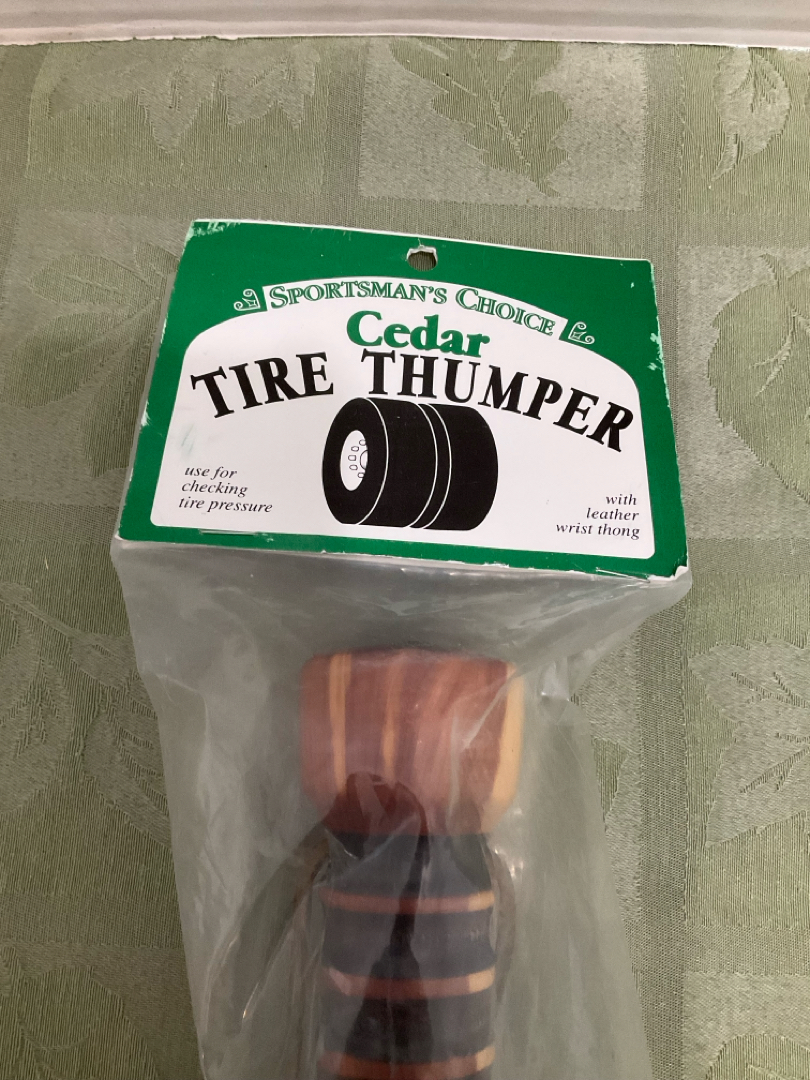 SPORTSMAN'S CHOICE
Cedar
TIRE THUMPER
use for
checking
tire pressure
with
leather
wrist thong